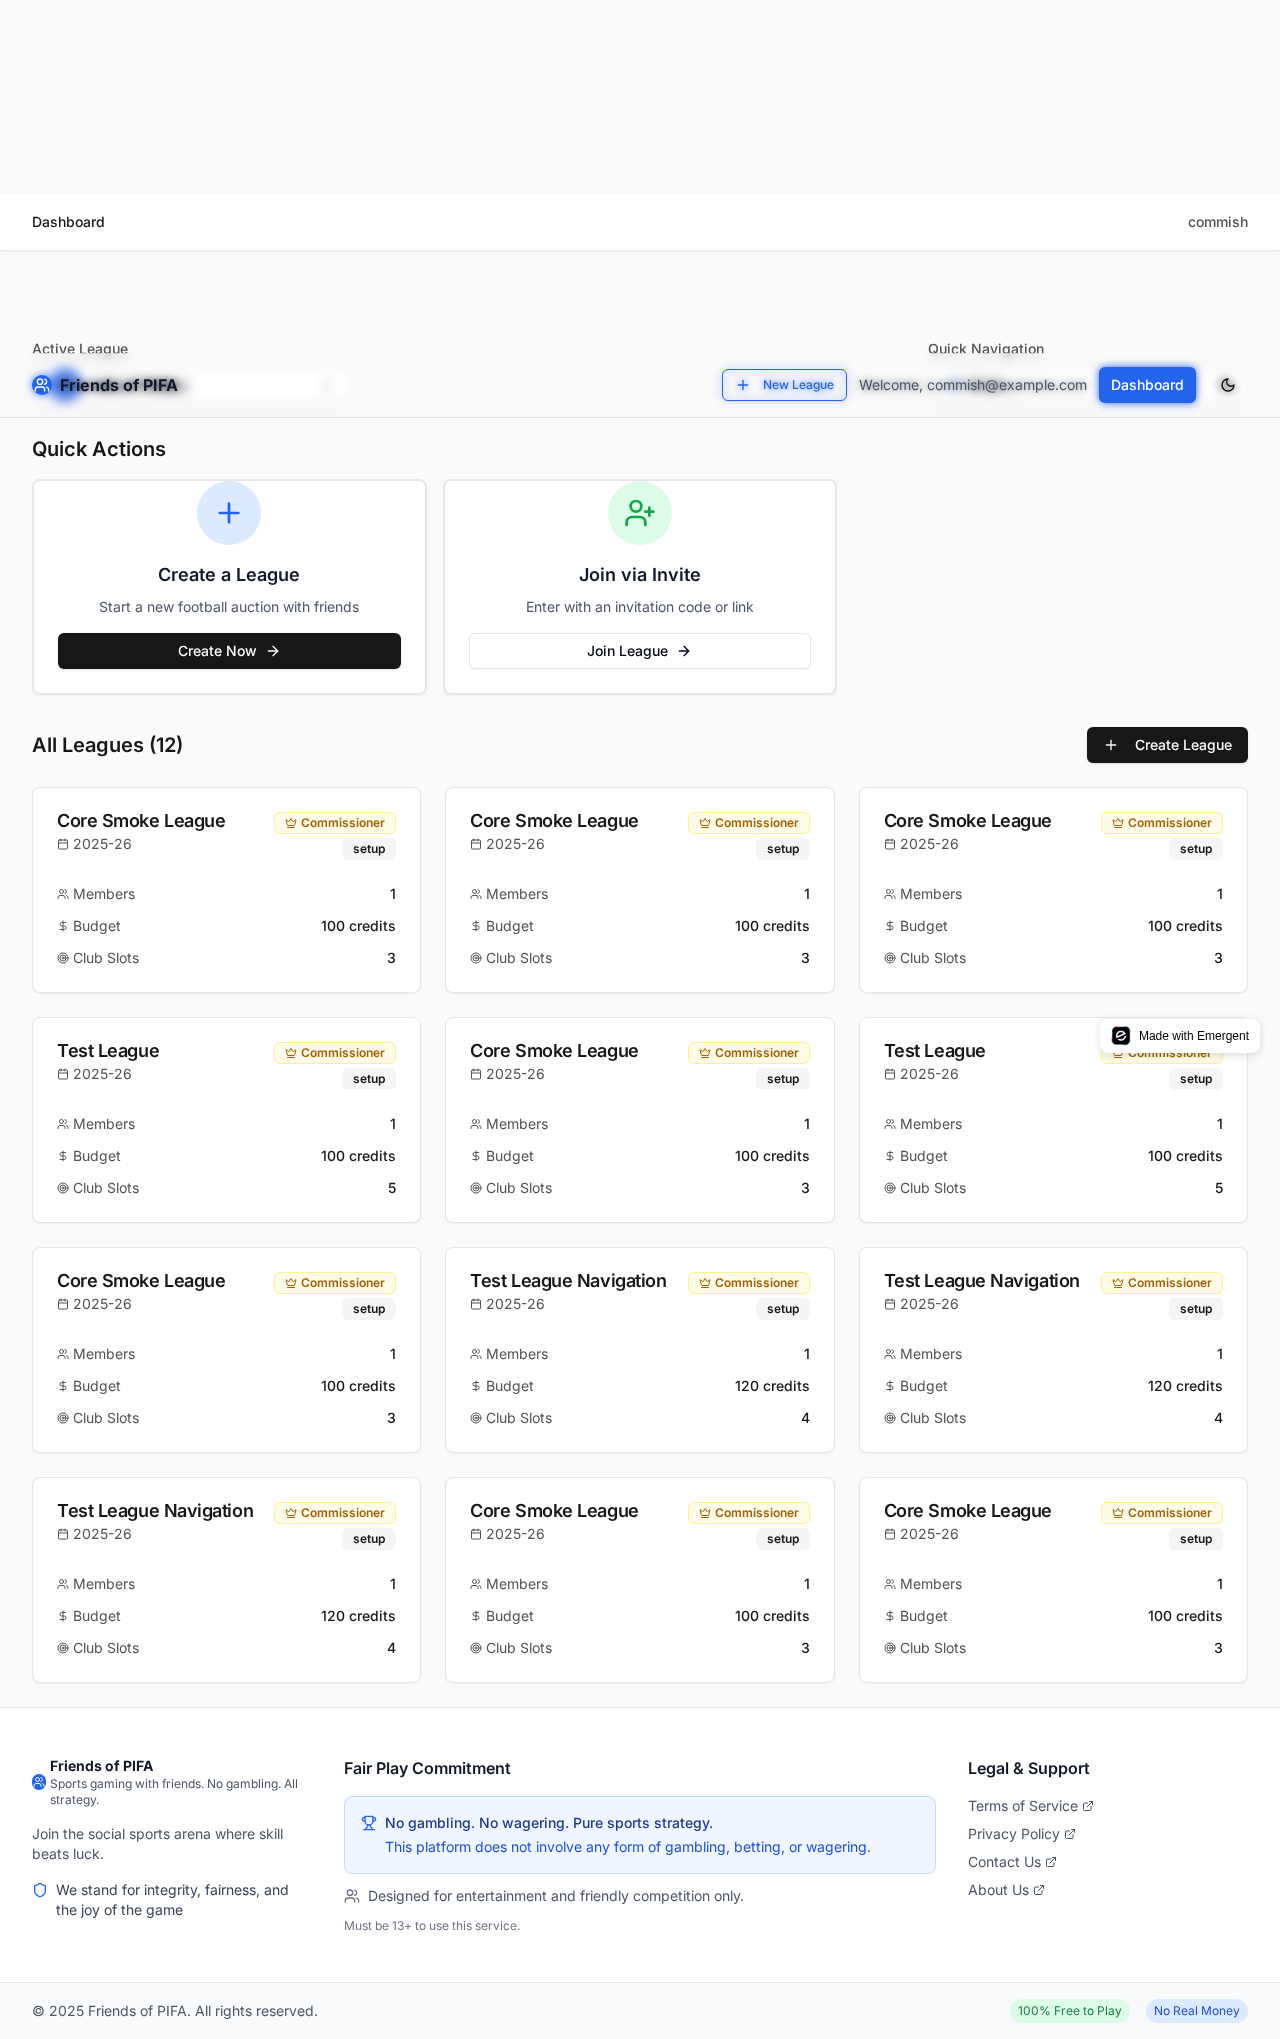 Dashboard
commish
Active League
Quick Navigation
Friends of PIFA
New League
Welcome, commish@example.com
Dashboard
Quick Actions
Create a League
Start a new football auction with friends
Create Now
Join via Invite
Enter with an invitation code or link
Join League
All Leagues (12)
Create League
Core Smoke League
Commissioner
2025-26
setup
Members 1
Budget 100 credits
Club Slots 3
Core Smoke League
Commissioner
2025-26
setup
Members 1
Budget 100 credits
Club Slots 3
Core Smoke League
Commissioner
2025-26
setup
Members 1
Budget 100 credits
Club Slots 3
Test League
Commissioner
2025-26
setup
Members 1
Budget 100 credits
Club Slots 5
Core Smoke League
Commissioner
2025-26
setup
Members 1
Budget 100 credits
Club Slots 3
Test League
Made with Emergent
Commissioner
2025-26
setup
Members 1
Budget 100 credits
Club Slots 5
Core Smoke League
Commissioner
2025-26
setup
Members 1
Budget 100 credits
Club Slots 3
Test League Navigation
Commissioner
2025-26
setup
Members 1
Budget 120 credits
Club Slots 4
Test League Navigation
Commissioner
2025-26
setup
Members 1
Budget 120 credits
Club Slots 4
Test League Navigation
Commissioner
2025-26
setup
Members 1
Budget 120 credits
Club Slots 4
Core Smoke League
Commissioner
2025-26
setup
Members 1
Budget 100 credits
Club Slots 3
Core Smoke League
Commissioner
2025-26
setup
Members 1
Budget 100 credits
Club Slots 3
Friends of PIFA
Sports gaming with friends. No gambling. All
strategy.
Join the social sports arena where skill
beats luck.
We stand for integrity, fairness, and
the joy of the game
Fair Play Commitment
No gambling. No wagering. Pure sports strategy.
This platform does not involve any form of gambling, betting, or wagering.
Designed for entertainment and friendly competition only.
Must be 13+ to use this service.
Legal & Support
Terms of Service
Privacy Policy
Contact Us
About Us
© 2025 Friends of PIFA. All rights reserved.
100% Free to Play
No Real Money